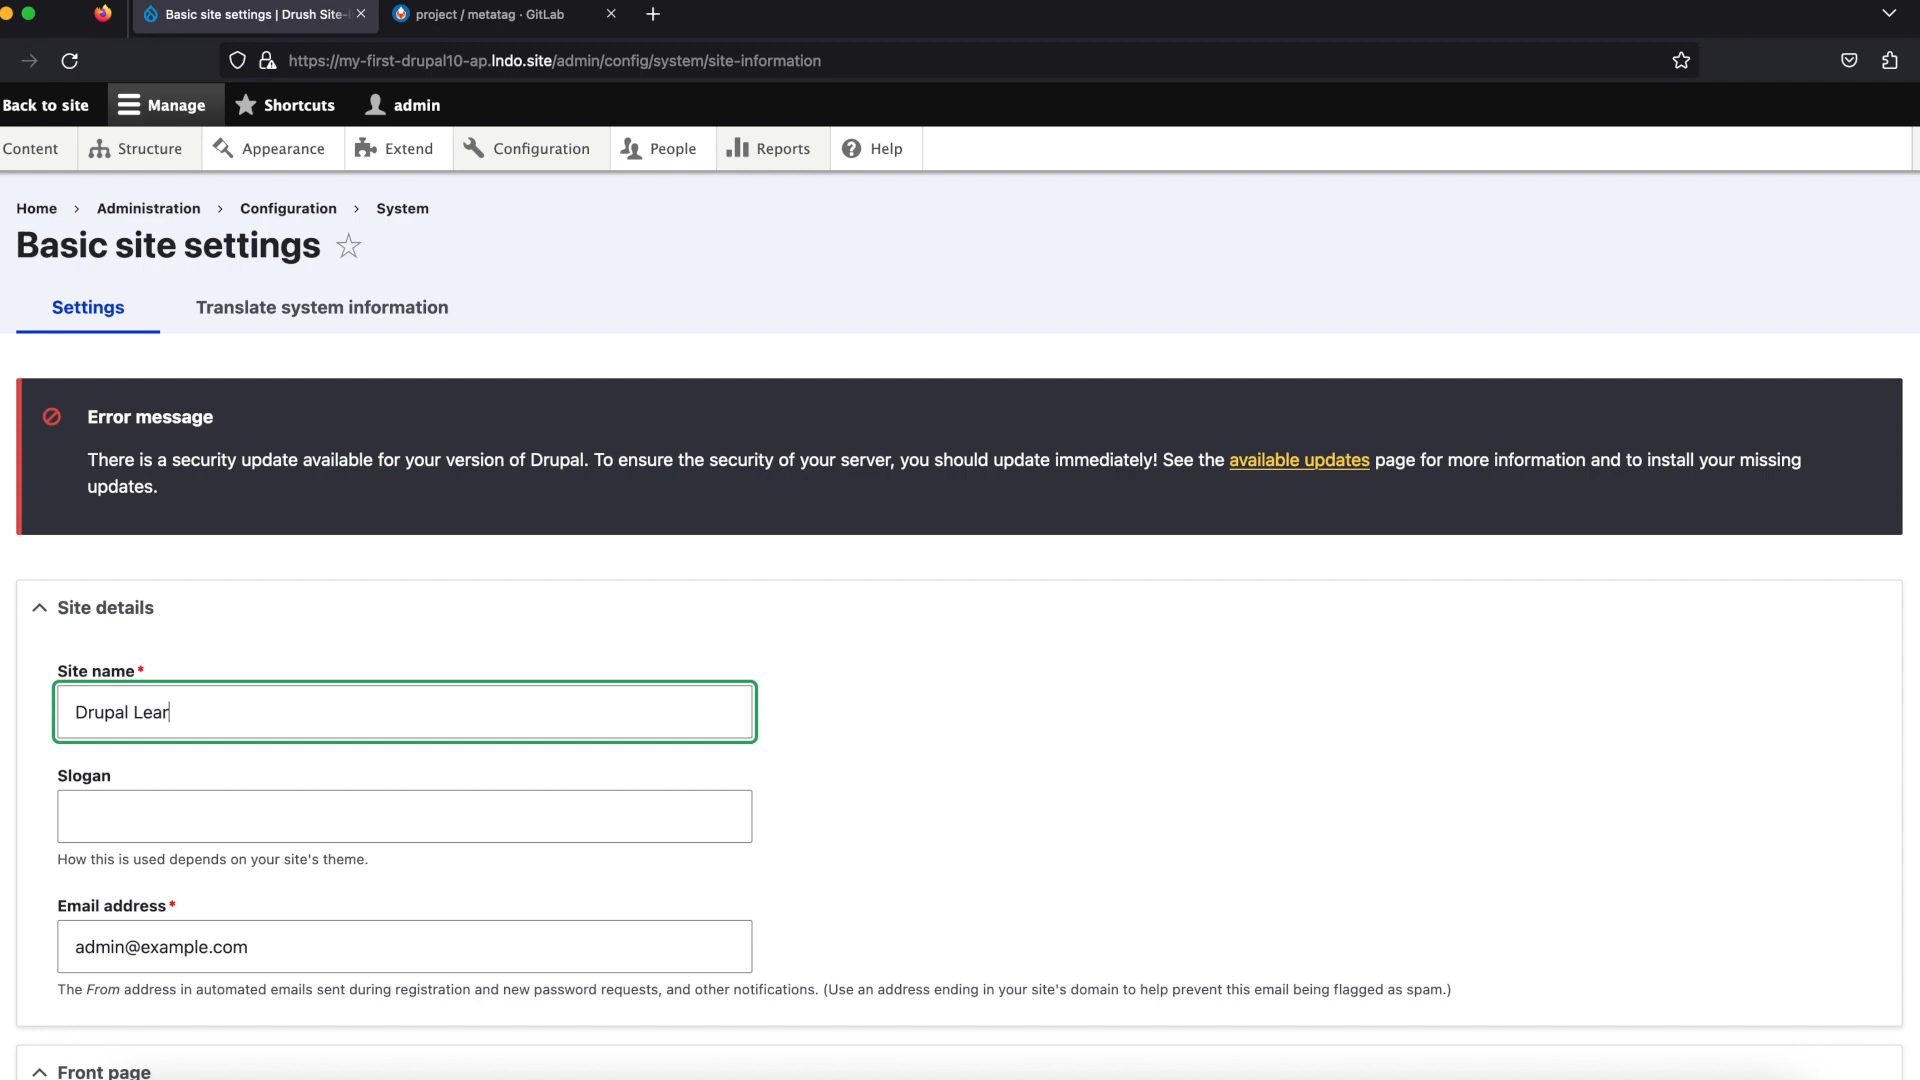 Basic site settings | Drush Site-I
project / metatag · GitLab
https://my-first-drupal10-ap.lndo.site/admin/config/system/site-information
Back to site
Manage
Shortcuts
admin
Content
Structure
Appearance
Extend
Configuration
People
Reports
Help
Home > Administration > Configuration > System
Basic site settings
Settings
Translate system information
Error message
There is a security update available for your version of Drupal. To ensure the security of your server, you should update immediately! See the available updates page for more information and to install your missing
updates.
Site details
Site name*
Drupal Lear
Slogan
How this is used depends on your site's theme.
Email address*
admin@example.com
The From address in automated emails sent during registration and new password requests, and other notifications. (Use an address ending in your site's domain to help prevent this email being flagged as spam.)
Front page